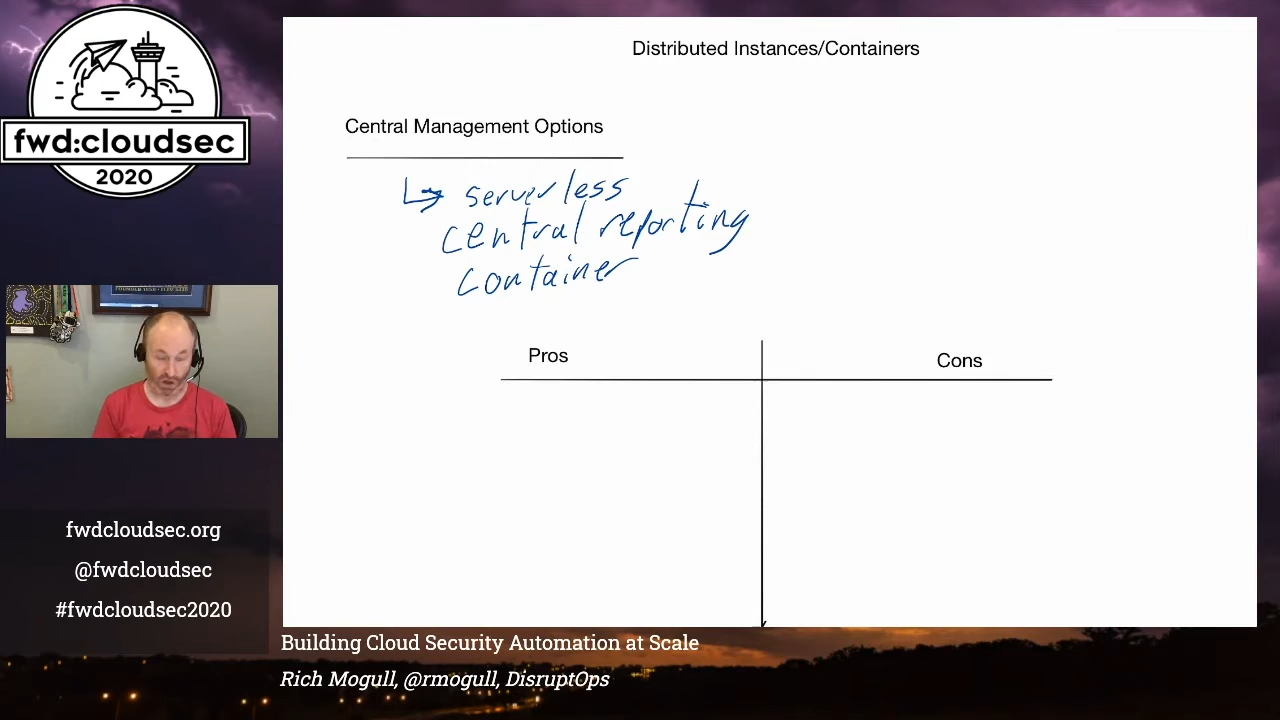 fwd:cloudsec
2020
Distributed Instances/Containers
Central Management Options
serverless
central reporting
container
Pros
Cons
fwdcloudsec.org
@fwdcloudsec
#fwdcloudsec2020
Building Cloud Security Automation at Scale
Rich Mogull, @rmogull, DisruptOps